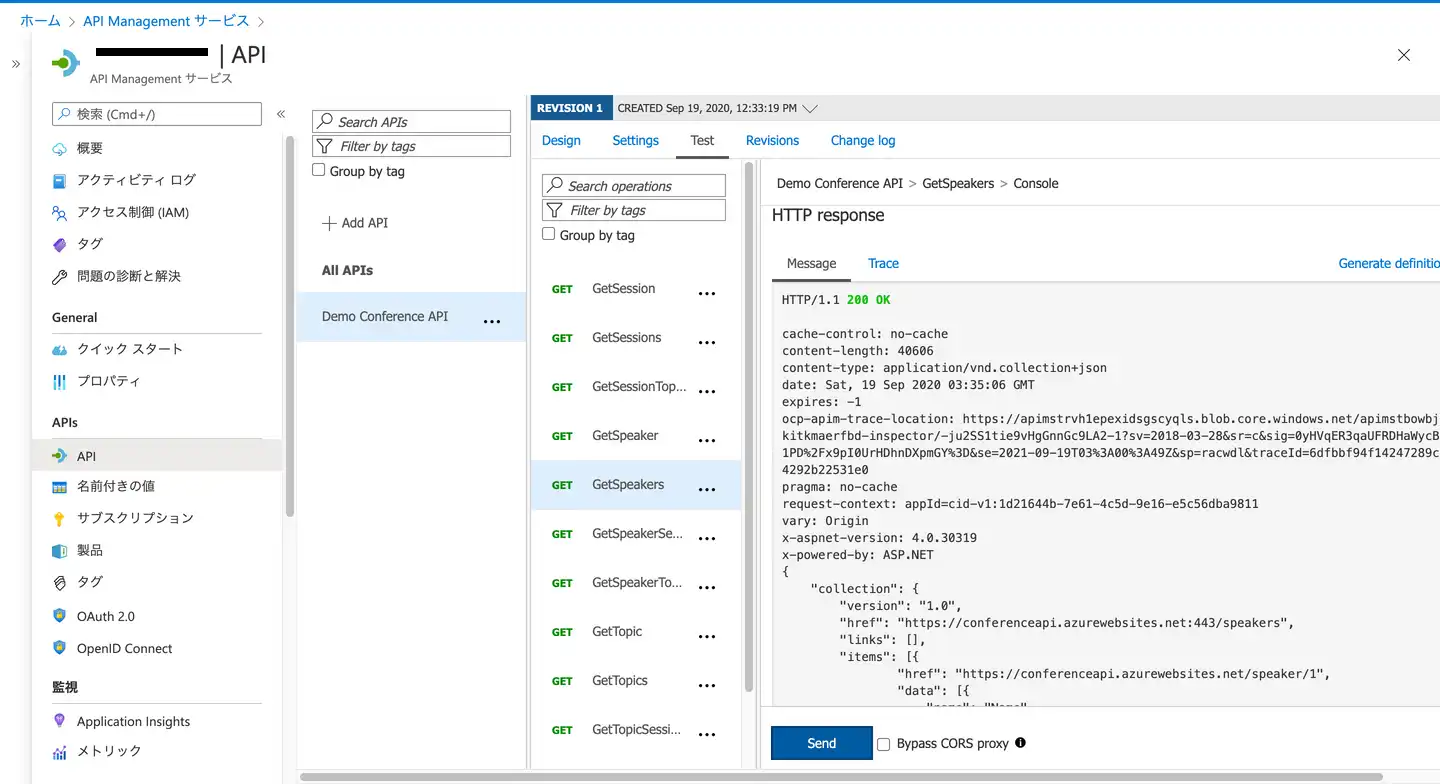 ホーム > API Management サービス >
| API
API Management サービス
検索 (Cmd+/)
概要
アクティビティ ログ
アクセス制御 (IAM)
タグ
問題の診断と解決
General
クイック スタート
プロパティ
APIs
API
名前付きの値
サブスクリプション
製品
タグ
OAuth 2.0
OpenID Connect
監視
Application Insights
メトリック
Search APIs
Filter by tags
Group by tag
Add API
All APIs
Demo Conference API ...
REVISION 1 CREATED Sep 19, 2020, 12:33:19 PM
Design Settings Test Revisions Change log
Search operations
Filter by tags
Group by tag
GET GetSession ...
GET GetSessions ...
GET GetSessionTop... ...
GET GetSpeaker ...
GET GetSpeakers ...
GET GetSpeakerSe... ...
GET GetSpeakerTo... ...
GET GetTopic ...
GET GetTopics ...
GET GetTopicSessi... ...
Demo Conference API > GetSpeakers > Console
HTTP response
Message Trace Generate definitio
HTTP/1.1 200 OK
cache-control: no-cache
content-length: 40606
content-type: application/vnd.collection+json
date: Sat, 19 Sep 2020 03:35:06 GMT
expires: -1
ocp-apim-trace-location: https://apimstrvh1epexidsgscyqls.blob.core.windows.net/apimstbowbj
kitkmaerfbd-inspector/-ju2SS1tie9vHgGnnGc9LA2-1?sv=2018-03-28&sr=c&sig=0yHVqER3qaUFRDHaWycB
1PD%2Fx9pI0UrHDhnDXpmGY%3D&se=2021-09-19T03%3A00%3A49Z&sp=racwdl&traceId=6dfbbf94f14247289c
4292b22531e0
pragma: no-cache
request-context: appId=cid-v1:1d21644b-7e61-4c5d-9e16-e5c56dba9811
vary: Origin
x-aspnet-version: 4.0.30319
x-powered-by: ASP.NET
{
"collection": {
"version": "1.0",
"href": "https://conferenceapi.azurewebsites.net:443/speakers",
"links": [],
"items": [{
"href": "https://conferenceapi.azurewebsites.net/speaker/1",
"data": [{
"name": "Name"
Send Bypass CORS proxy